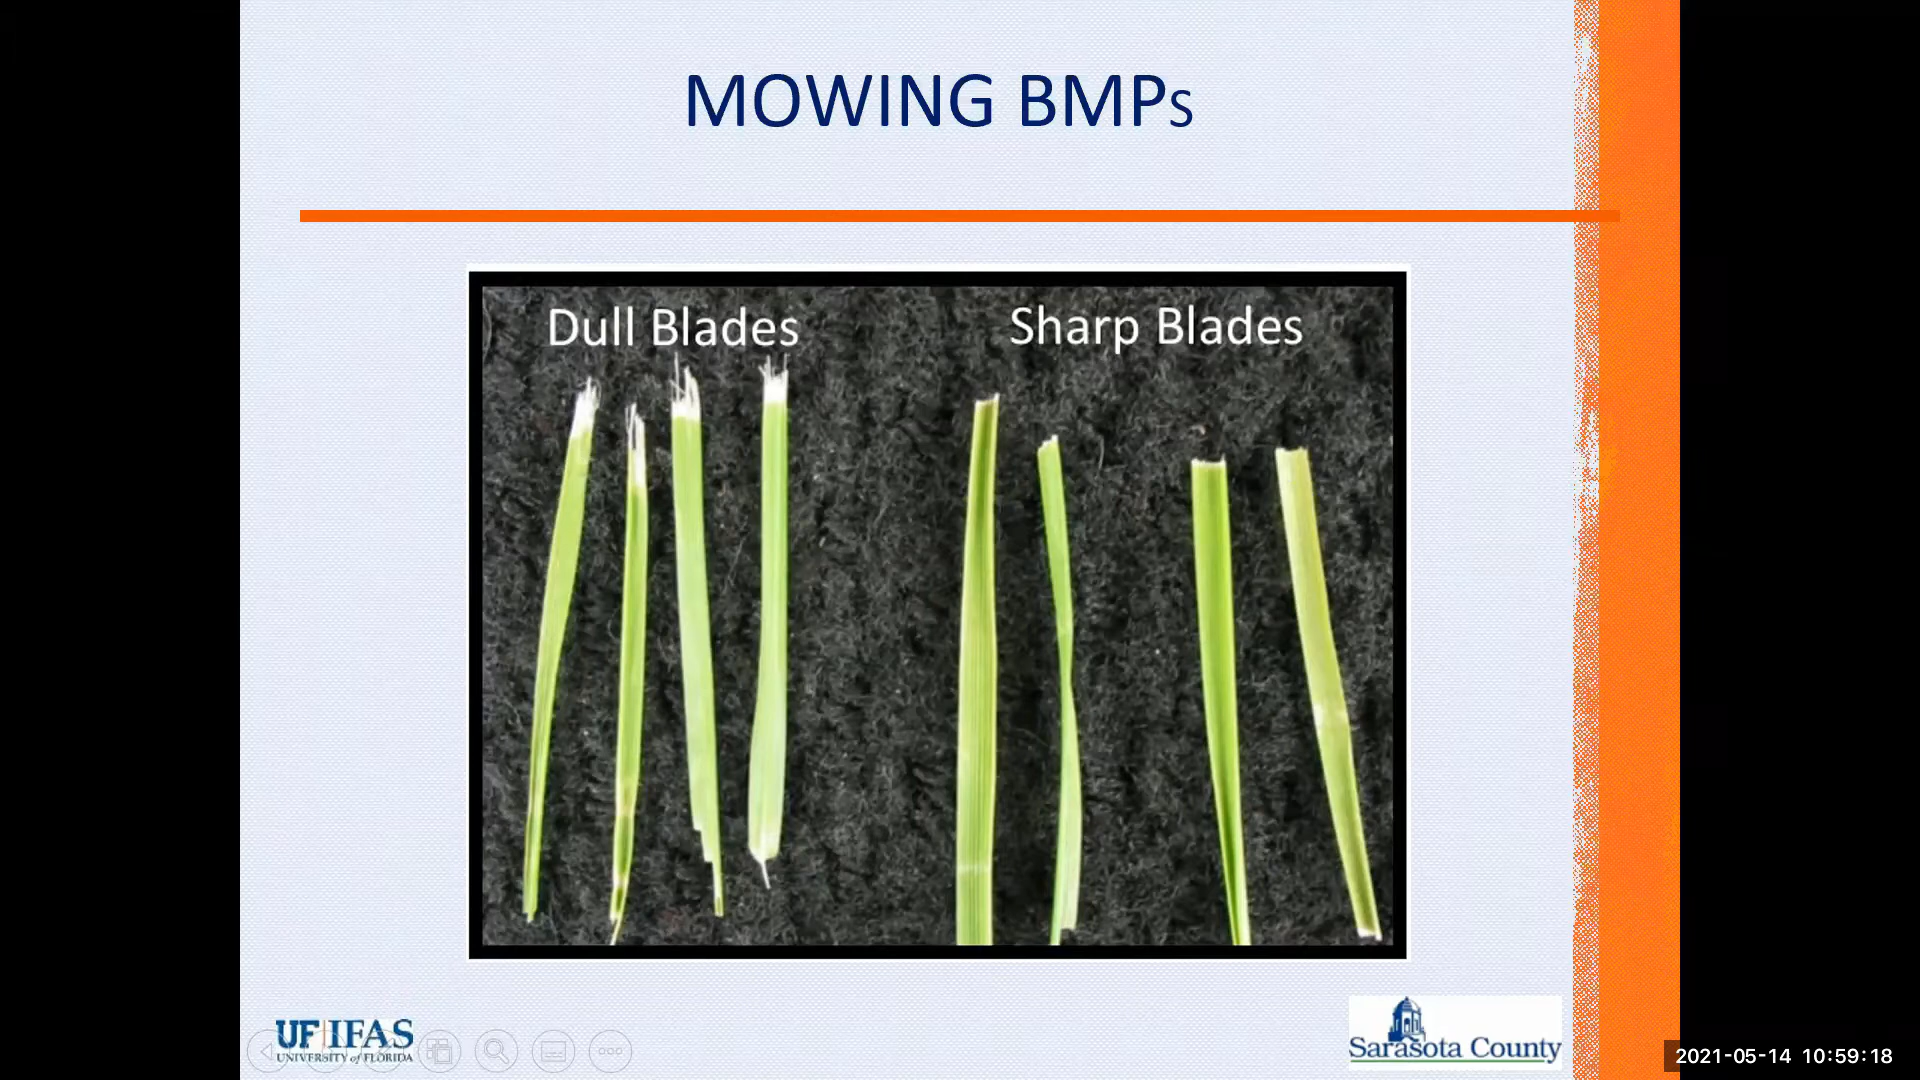 MOWING BMPs
Dull Blades
Sharp Blades
UF|IFAS
UNIVERSITY of FLORIDA
Sarasota County
2021-05-14 10:59:18